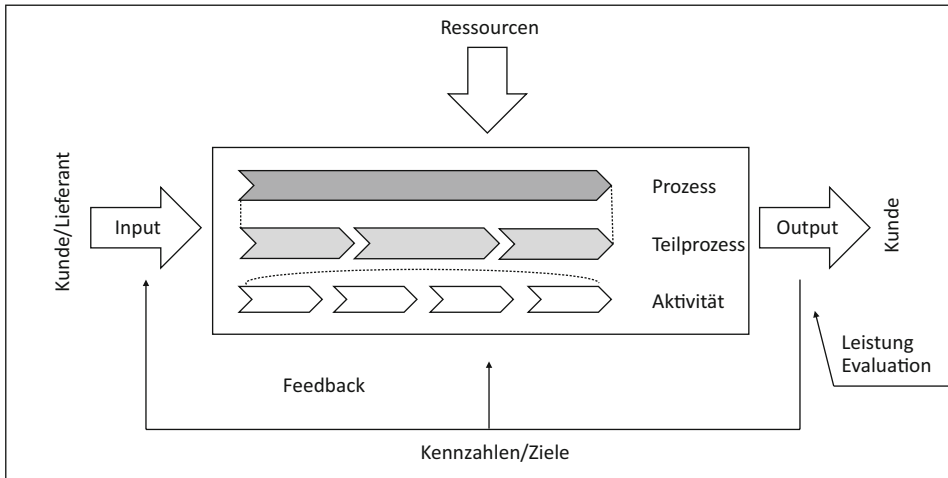 Ressourcen
Kunde/Lieferant
Input
Prozess
Teilprozess
Aktivität
Output
Kunde
Leistung
Evaluation
Feedback
Kennzahlen/Ziele